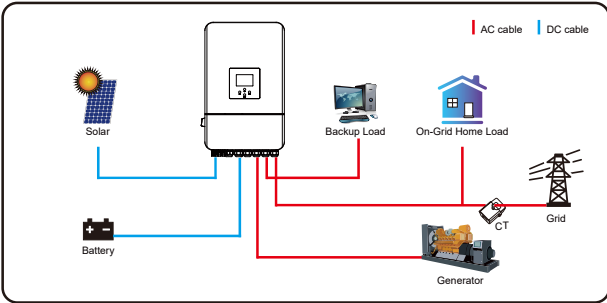 AC cable
DC cable
Solar
Backup Load
On-Grid Home Load
Battery
CT
Grid
Generator